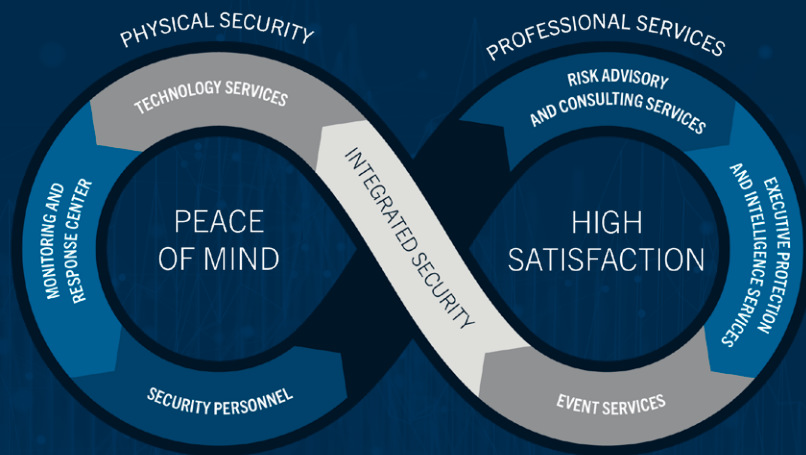 PHYSICAL SECURITY
PROFESSIONAL SERVICES
TECHNOLOGY SERVICES
RISK ADVISORY
AND CONSULTING SERVICES
MONITORING AND
RESPONSE CENTER
PEACE
OF MIND
INTEGRATED SECURITY
HIGH
SATISFACTION
EXECUTIVE PROTECTION
AND INTELLIGENCE SERVICES
SECURITY PERSONNEL
EVENT SERVICES